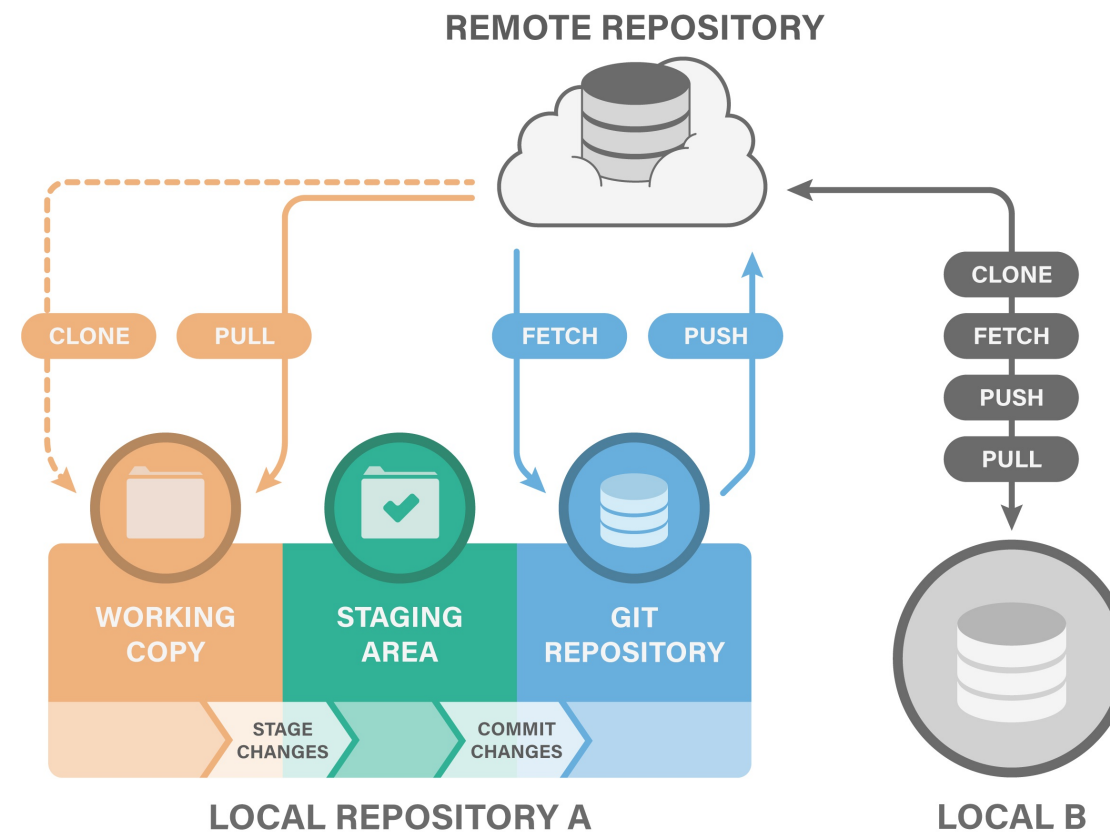 REMOTE REPOSITORY
CLONE
PULL
FETCH
PUSH
CLONE
FETCH
PUSH
PULL
WORKING
COPY
STAGING
AREA
GIT
REPOSITORY
STAGE
CHANGES
COMMIT
CHANGES
LOCAL REPOSITORY A
LOCAL B